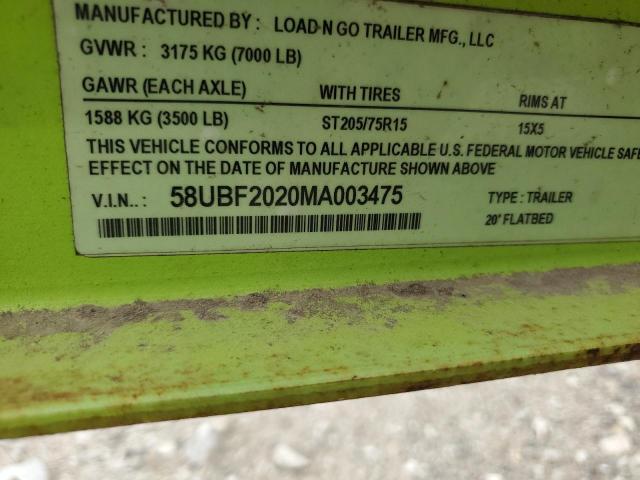 MANUFACTURED BY: LOAD N GO TRAILER MFG., LLC
GVWR: 3175 KG (7000 LB)
GAWR (EACH AXLE) WITH TIRES RIMS AT
1588 KG (3500 LB) ST205/75R15 15X5
THIS VEHICLE CONFORMS TO ALL APPLICABLE U.S. FEDERAL MOTOR VEHICLE SAFE
EFFECT ON THE DATE OF MANUFACTURE SHOWN ABOVE
V.I.N..: 58UBF2020MA003475 TYPE: TRAILER
20' FLATBED